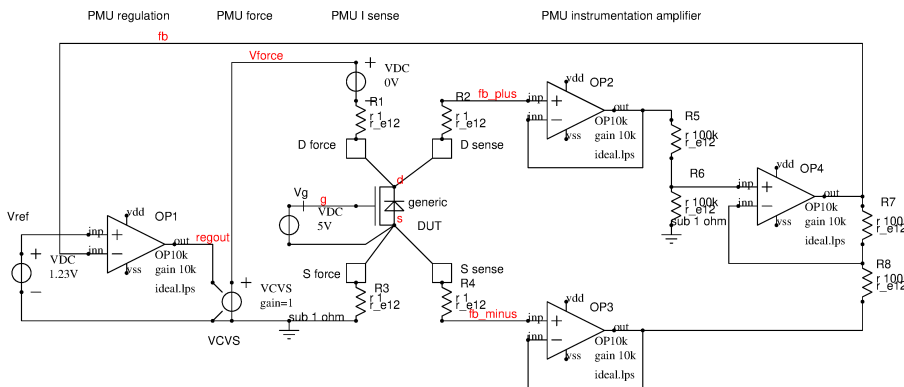 PMU regulation
PMU force
PMU I sense
PMU instrumentation amplifier
fb
Vforce
VDC
0V
R1
r 1
r_e12
R2
r 1
r_e12
fb_plus
inp
inn
vdd
vss
out
OP2
OP10k
gain 10k
ideal.lps
R5
r 100k
r_e12
R6
r 100k
r_e12
sub 1 ohm
D force
D sense
d
g
s
generic
DUT
Vg
VDC
5V
inp
inn
vdd
vss
out
OP4
OP10k
gain 10k
ideal.lps
R7
r 100
r_e12
R8
r 100
r_e12
Vref
VDC
1.23V
inp
inn
vdd
vss
out
OP1
OP10k
gain 10k
ideal.lps
regout
VCVS
gain=1
VCVS
S force
S sense
R3
r 1
r_e12
R4
r 1
r_e12
sub 1 ohm
fb_minus
inp
inn
vdd
vss
out
OP3
OP10k
gain 10k
ideal.lps